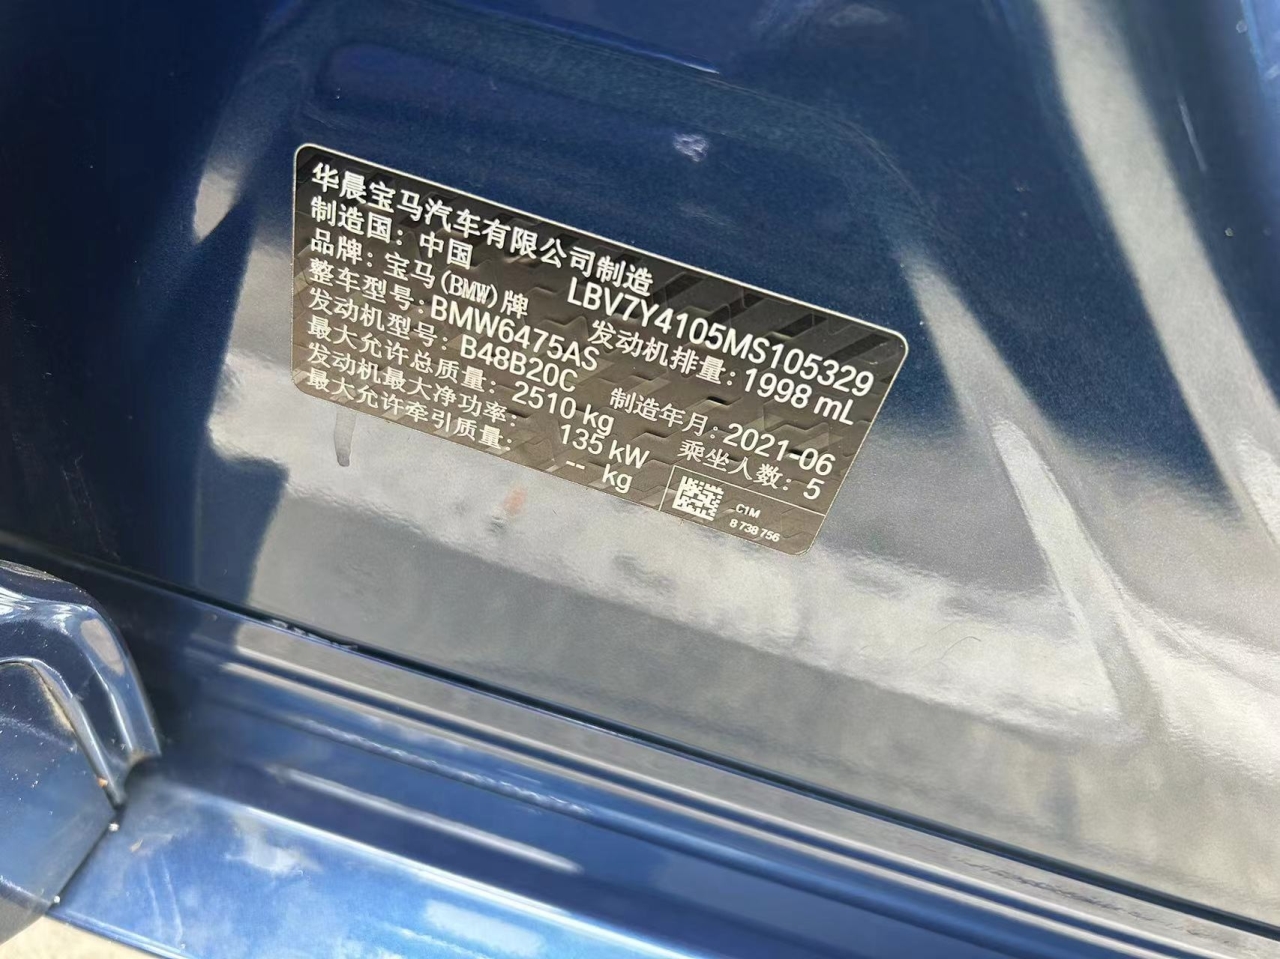 华晨宝马汽车有限公司制造
制造国：中国 LBV7Y4105MS105329
品牌：宝马(BMW)牌 发动机排量：1998 mL
整车型号：BMW6475AS
发动机型号：B48B20C 制造年月：2021-06
最大允许总质量：2510 kg 乘坐人数：5
发动机最大净功率：135 kW
最大允许牵引质量：-- kg
C1M
8 738 756